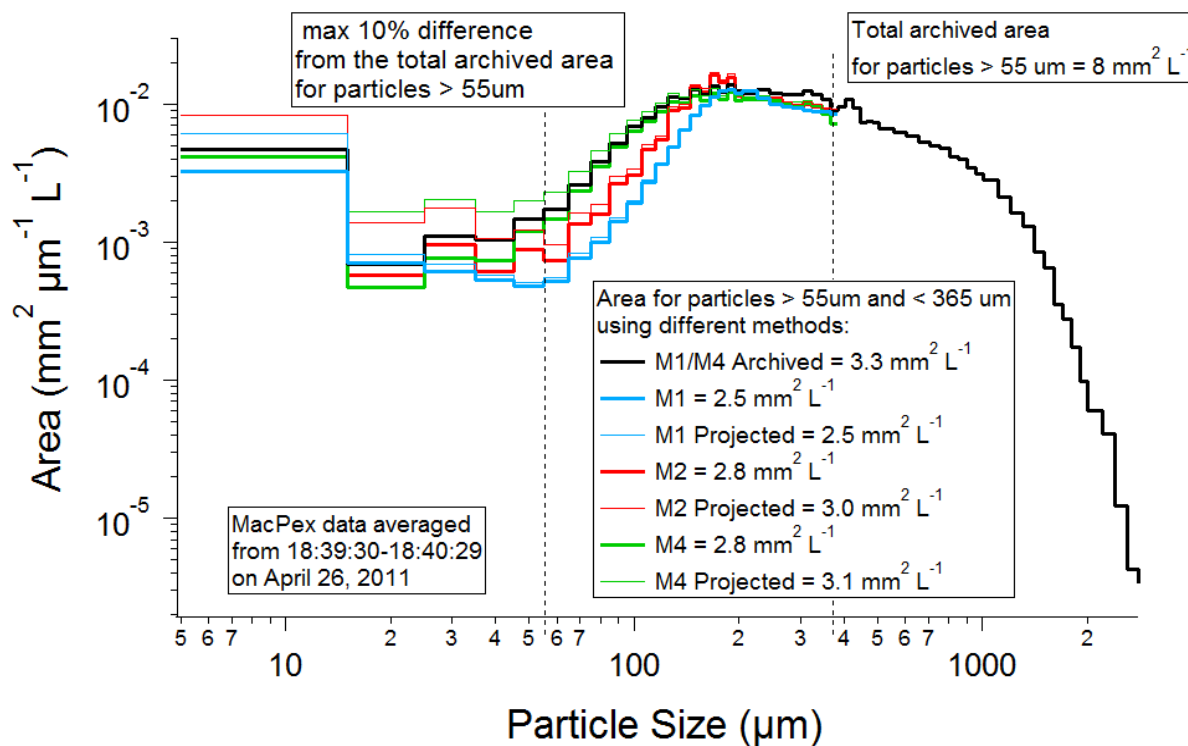 max 10% difference
from the total archived area
for particles > 55um
Total archived area
for particles > 55 um = 8 mm² L⁻¹
Area (mm² µm⁻¹ L⁻¹)
10⁻²
10⁻³
10⁻⁴
10⁻⁵
Area for particles > 55um and < 365 um
using different methods:
M1/M4 Archived = 3.3 mm² L⁻¹
M1 = 2.5 mm² L⁻¹
M1 Projected = 2.5 mm² L⁻¹
M2 = 2.8 mm² L⁻¹
M2 Projected = 3.0 mm² L⁻¹
M4 = 2.8 mm² L⁻¹
M4 Projected = 3.1 mm² L⁻¹
MacPex data averaged
from 18:39:30-18:40:29
on April 26, 2011
5 6 7 2 3 4 5 6 7 2 3 4 5 6 7 2
10 100 1000
Particle Size (µm)